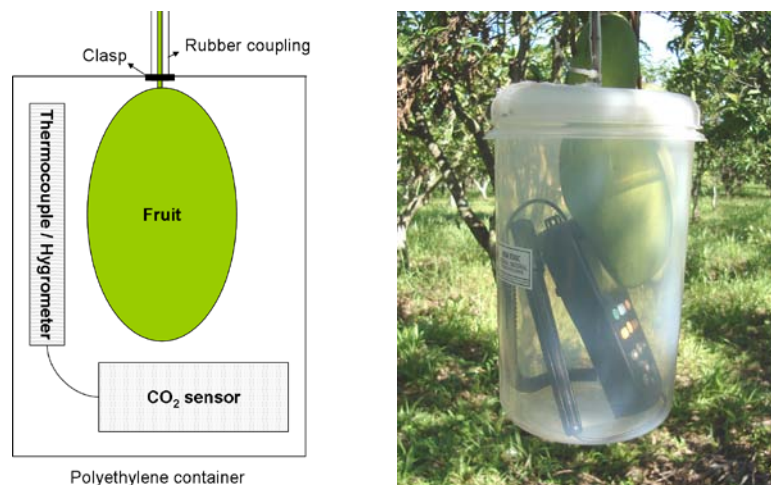 Clasp
Rubber coupling
Thermocouple / Hygrometer
Fruit
CO₂ sensor
Polyethylene container